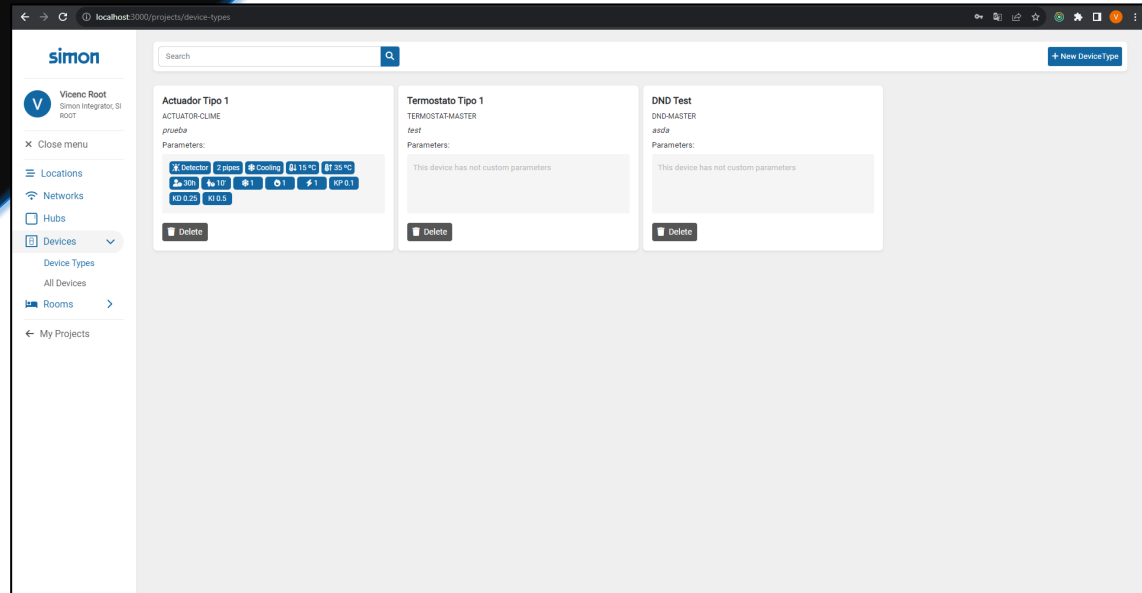 localhost:3000/projects/device-types
V
simon
Search
+ New DeviceType
V
Vicenc Root
Simon Integrator, SI
ROOT
Close menu
Locations
Networks
Hubs
Devices
Device Types
All Devices
Rooms
My Projects
Actuador Tipo 1
ACTUATOR-CLIME
prueba
Parameters:
Detector 2 pipes Cooling 15 ºC 35 ºC
30h 10' 1 1 1 KP 0.1
KD 0.25 KI 0.5
Delete
Termostato Tipo 1
TERMOSTAT-MASTER
test
Parameters:
This device has not custom parameters
Delete
DND Test
DND-MASTER
asda
Parameters:
This device has not custom parameters
Delete